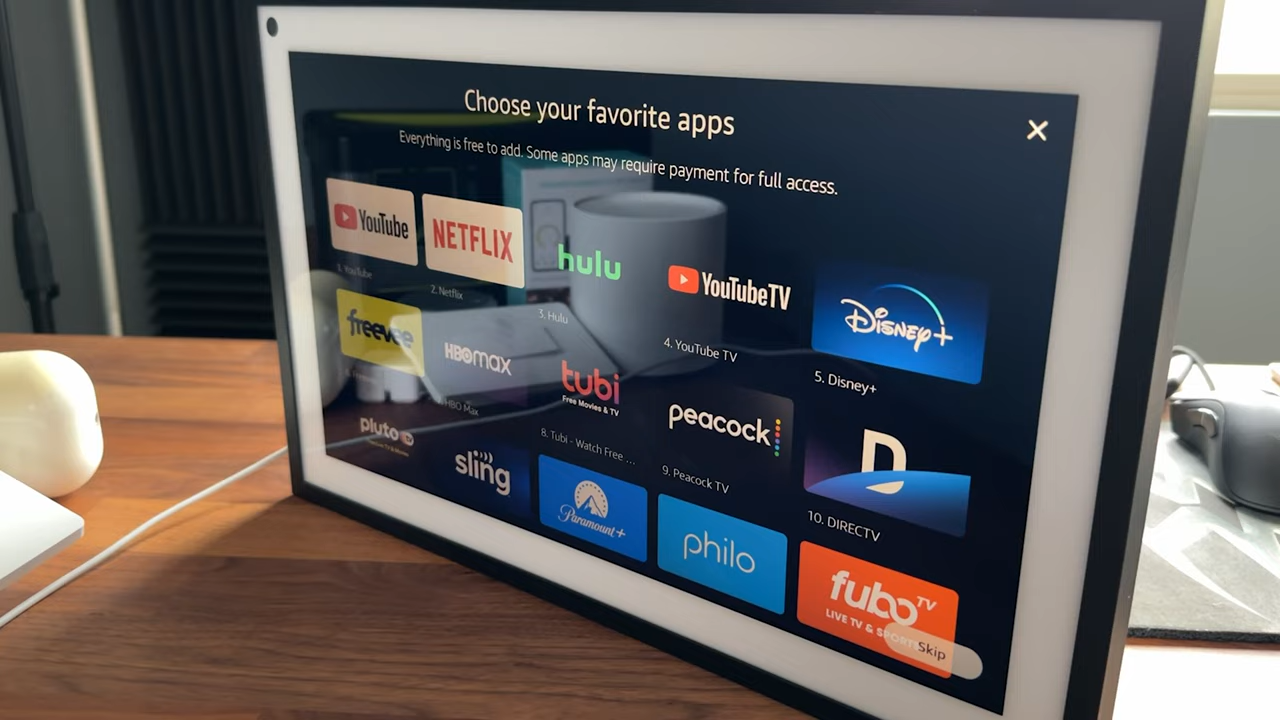 Choose your favorite apps
Everything is free to add. Some apps may require payment for full access.
YouTube
NETFLIX
hulu
YouTubeTV
Disney+
1. YouTube
2. Netflix
3. Hulu
4. YouTube TV
5. Disney+
freevee
HBOMAX
tubi
Free Movies & TV
peacock
D
HBO Max
8. Tubi - Watch Free ...
9. Peacock TV
10. DIRECTV
pluto tv
sling
Paramount+
philo
fubo TV
LIVE TV & SPORT
Skip